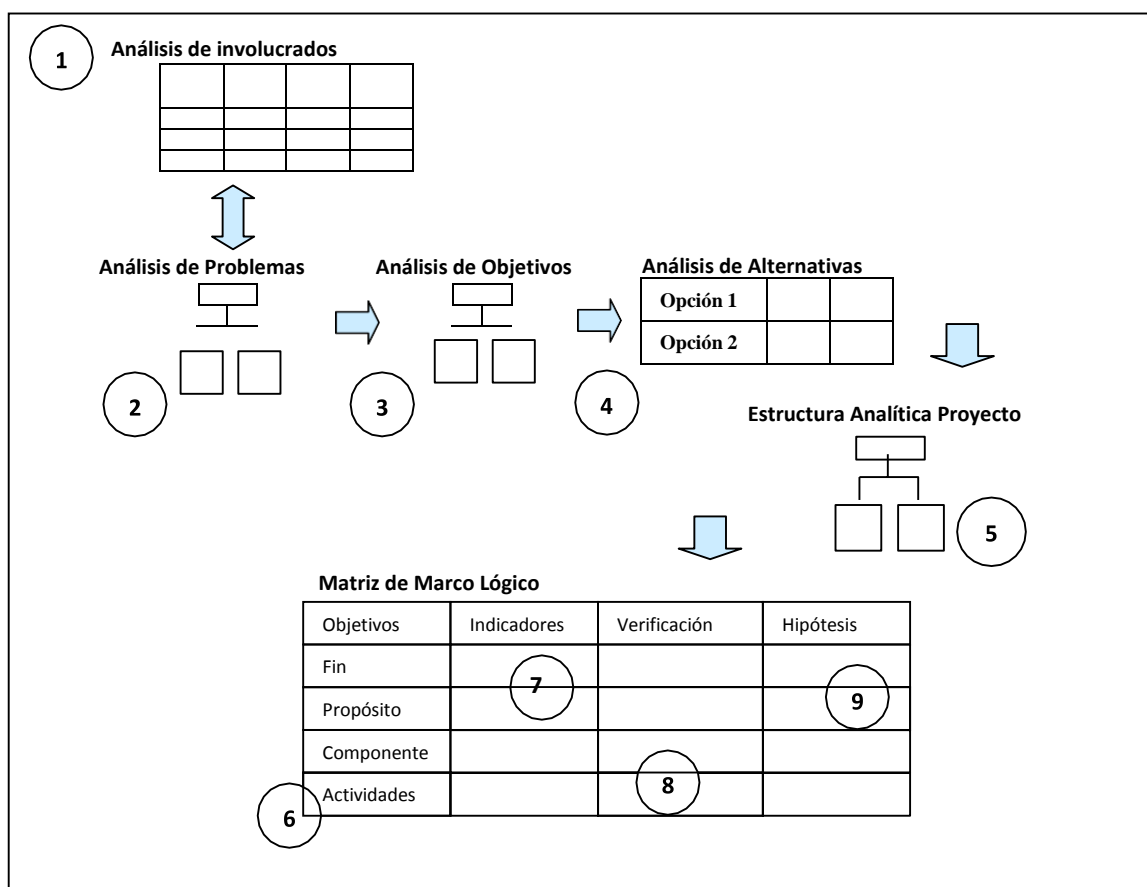 1
Análisis de involucrados
Análisis de Problemas
Análisis de Objetivos
Análisis de Alternativas
Opción 1
Opción 2
2
3
4
Estructura Analítica Proyecto
5
Matriz de Marco Lógico
Objetivos Indicadores Verificación Hipótesis
Fin
7
9
Propósito
Componente
8
Actividades
6